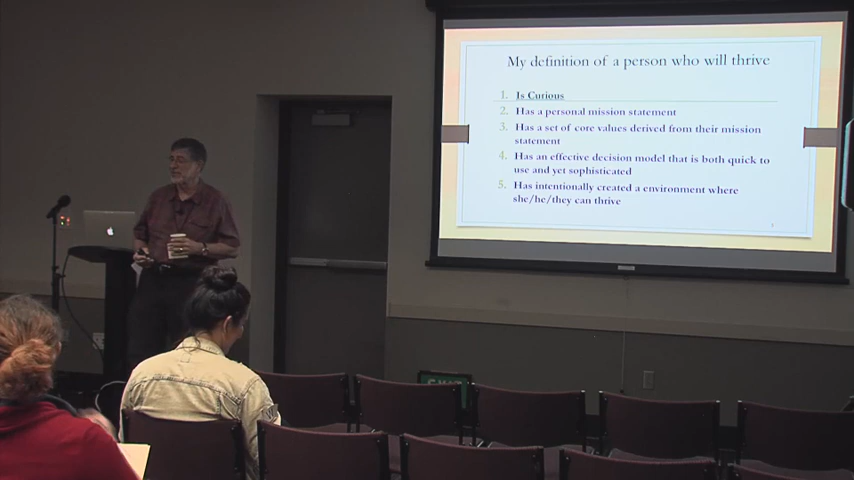 My definition of a person who will thrive
1. Is Curious
2. Has a personal mission statement
3. Has a set of core values derived from their mission
statement
4. Has an effective decision model that is both quick to
use and yet sophisticated
5. Has intentionally created a environment where
she/he/they can thrive